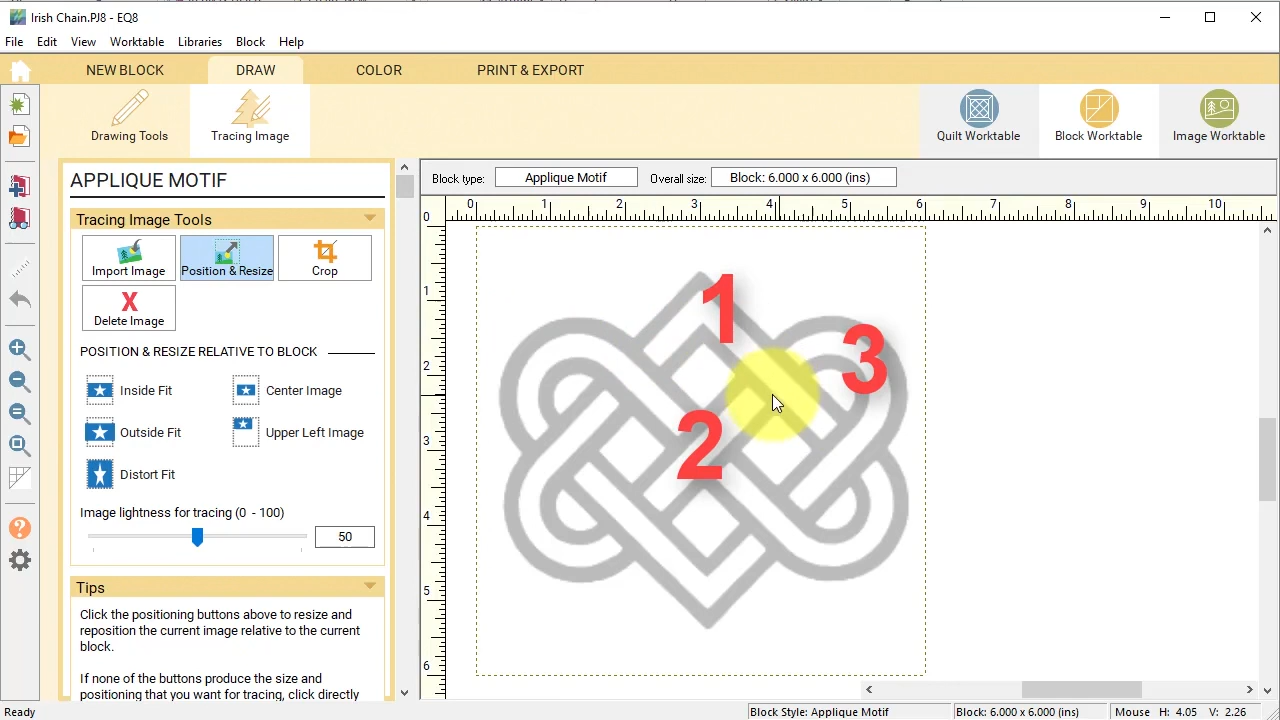 Irish Chain.PJ8 - EQ8
File Edit View Worktable Libraries Block Help
NEW BLOCK DRAW COLOR PRINT & EXPORT
Drawing Tools Tracing Image Quilt Worktable Block Worktable Image Worktable
APPLIQUE MOTIF
Block type: Applique Motif Overall size: Block: 6.000 x 6.000 (ins)
0 0 1 2 3 4 5 6 7 8 9 10
Tracing Image Tools
Import Image Position & Resize Crop
Delete Image
POSITION & RESIZE RELATIVE TO BLOCK
Inside Fit Center Image
Outside Fit Upper Left Image
Distort Fit
Image lightness for tracing (0 - 100)
50
Tips
Click the positioning buttons above to resize and
reposition the current image relative to the current
block.
If none of the buttons produce the size and
positioning that you want for tracing, click directly
1
2
3
4
5
6
1
3
2
Ready Block Style: Applique Motif Block: 6.000 x 6.000 (ins) Mouse H: 4.05 V: 2.26